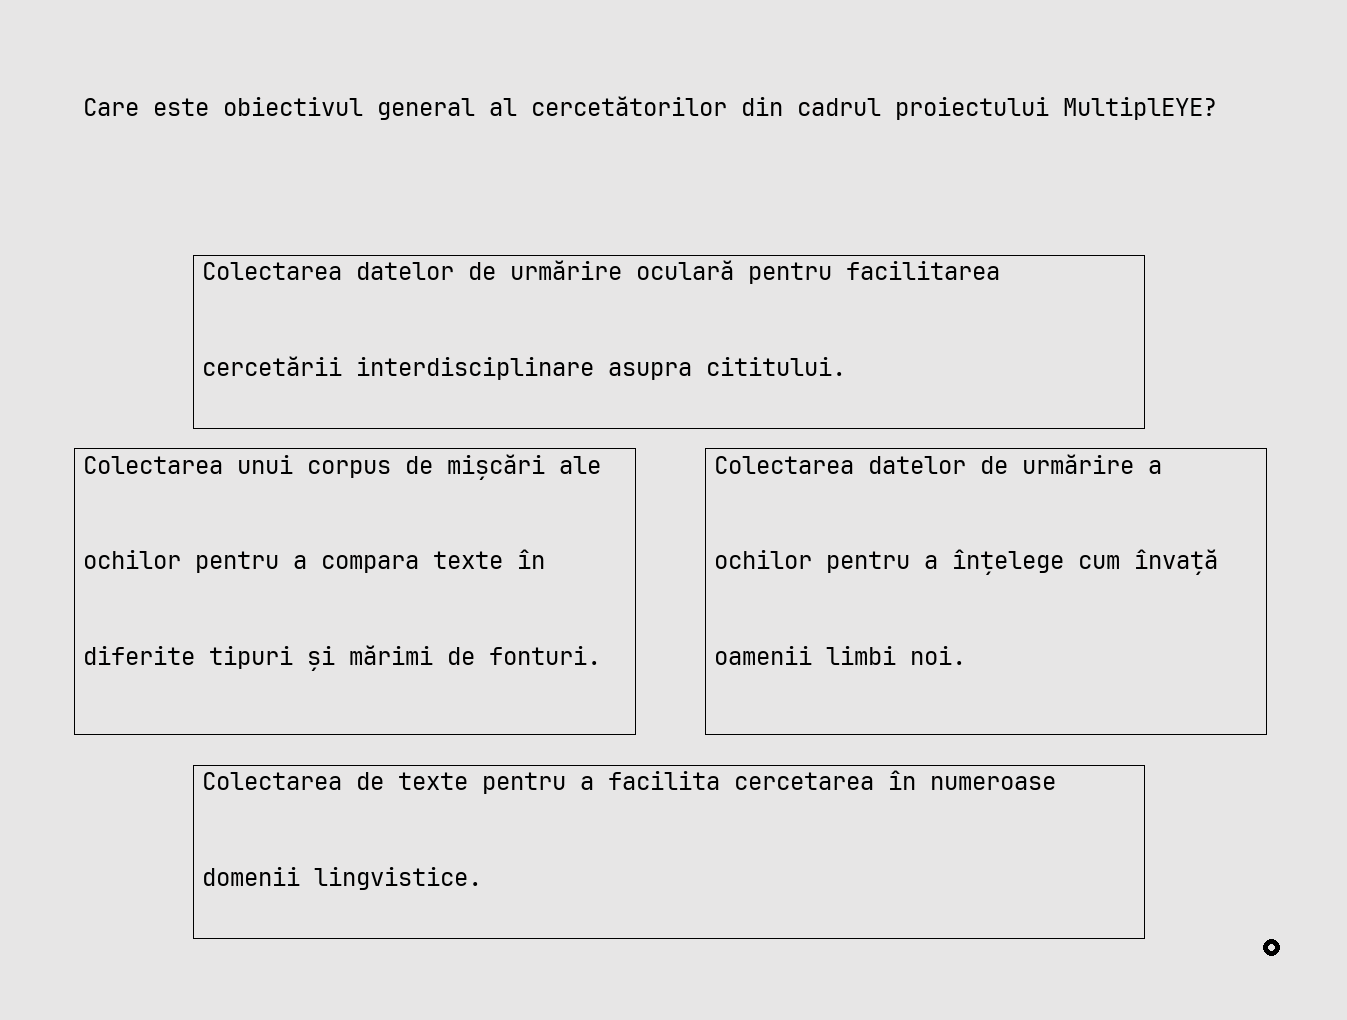 Care este obiectivul general al cercetătorilor din cadrul proiectului MultiplEYE?
Colectarea datelor de urmărire oculară pentru facilitarea
cercetării interdisciplinare asupra cititului.
Colectarea unui corpus de mișcări ale
ochilor pentru a compara texte în
diferite tipuri și mărimi de fonturi.
Colectarea datelor de urmărire a
ochilor pentru a înțelege cum învață
oamenii limbi noi.
Colectarea de texte pentru a facilita cercetarea în numeroase
domenii lingvistice.